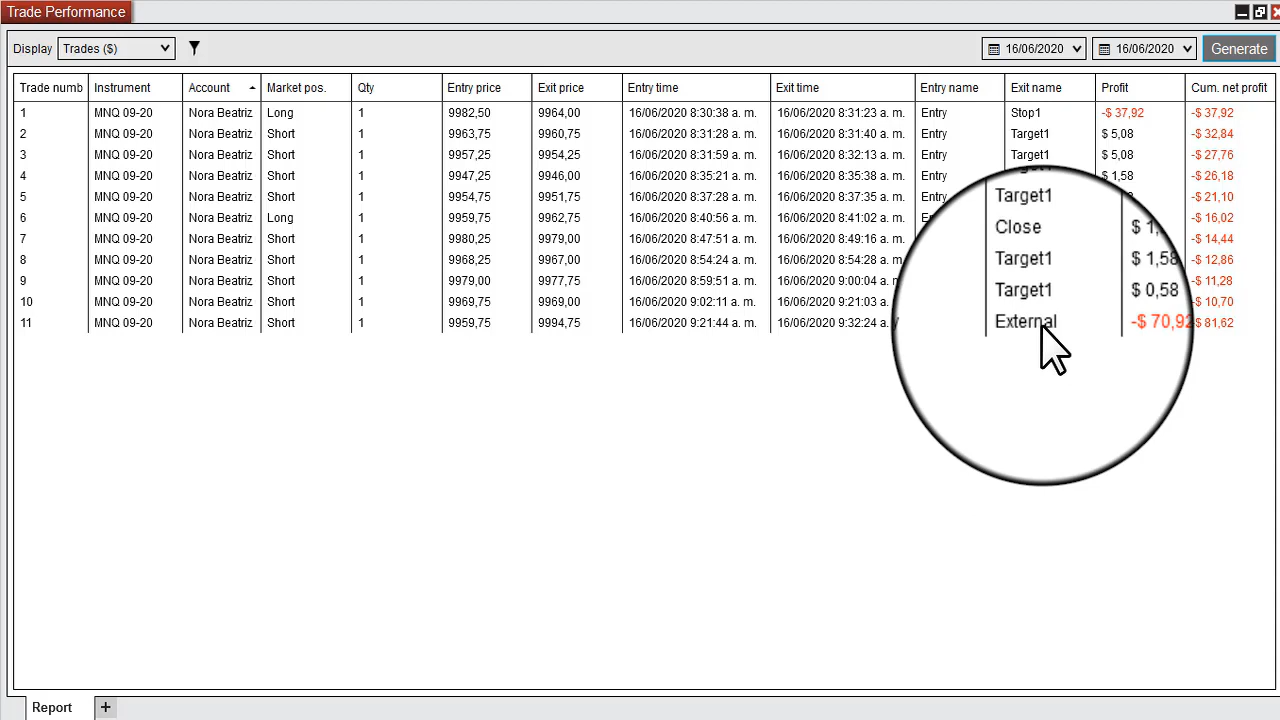 Trade Performance
Display Trades ($) 16/06/2020 16/06/2020 Generate
Trade numb Instrument Account Market pos. Qty Entry price Exit price Entry time Exit time Entry name Exit name Profit Cum. net profit
1 MNQ 09-20 Nora Beatriz Long 1 9982,50 9964,00 16/06/2020 8:30:38 a. m. 16/06/2020 8:31:23 a. m. Entry Stop1 -$ 37,92 -$ 37,92
2 MNQ 09-20 Nora Beatriz Short 1 9963,75 9960,75 16/06/2020 8:31:28 a. m. 16/06/2020 8:31:40 a. m. Entry Target1 $ 5,08 -$ 32,84
3 MNQ 09-20 Nora Beatriz Short 1 9957,25 9954,25 16/06/2020 8:31:59 a. m. 16/06/2020 8:32:13 a. m. Entry Target1 $ 5,08 -$ 27,76
4 MNQ 09-20 Nora Beatriz Short 1 9947,25 9946,00 16/06/2020 8:35:21 a. m. 16/06/2020 8:35:38 a. m. Entry $ 1,58 -$ 26,18
5 MNQ 09-20 Nora Beatriz Short 1 9954,75 9951,75 16/06/2020 8:37:28 a. m. 16/06/2020 8:37:35 a. m. Entry Target1 -$ 21,10
6 MNQ 09-20 Nora Beatriz Long 1 9959,75 9962,75 16/06/2020 8:40:56 a. m. 16/06/2020 8:41:02 a. m. -$ 16,02
7 MNQ 09-20 Nora Beatriz Short 1 9980,25 9979,00 16/06/2020 8:47:51 a. m. 16/06/2020 8:49:16 a. m. Close $ 1, -$ 14,44
8 MNQ 09-20 Nora Beatriz Short 1 9968,25 9967,00 16/06/2020 8:54:24 a. m. 16/06/2020 8:54:28 a. m. Target1 $ 1,58 -$ 12,86
9 MNQ 09-20 Nora Beatriz Short 1 9979,00 9977,75 16/06/2020 8:59:51 a. m. 16/06/2020 9:00:04 a. -$ 11,28
10 MNQ 09-20 Nora Beatriz Short 1 9969,75 9969,00 16/06/2020 9:02:11 a. m. 16/06/2020 9:21:03 a. Target1 $ 0,58 10,70
11 MNQ 09-20 Nora Beatriz Short 1 9959,75 9994,75 16/06/2020 9:21:44 a. m. 16/06/2020 9:32:24 a. External -$ 70,92 $ 81,62
Report +